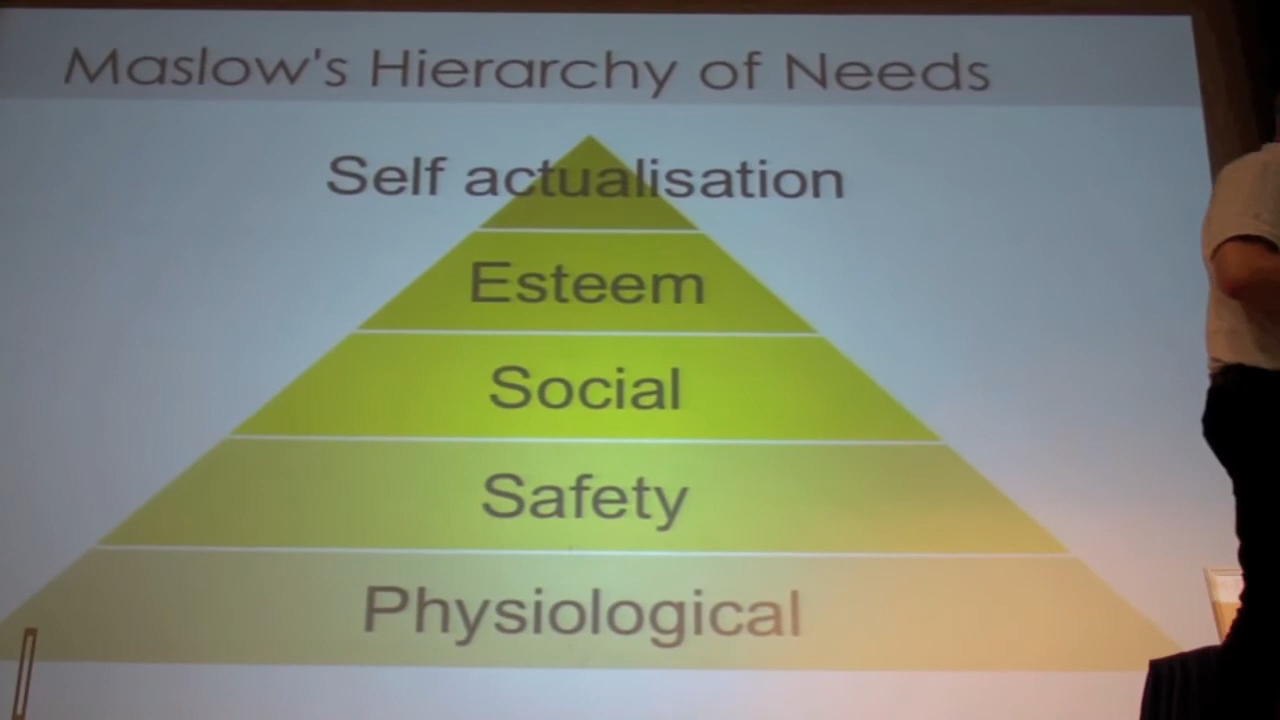 Maslow's Hierarchy of Needs
Self actualisation
Esteem
Social
Safety
Physiological